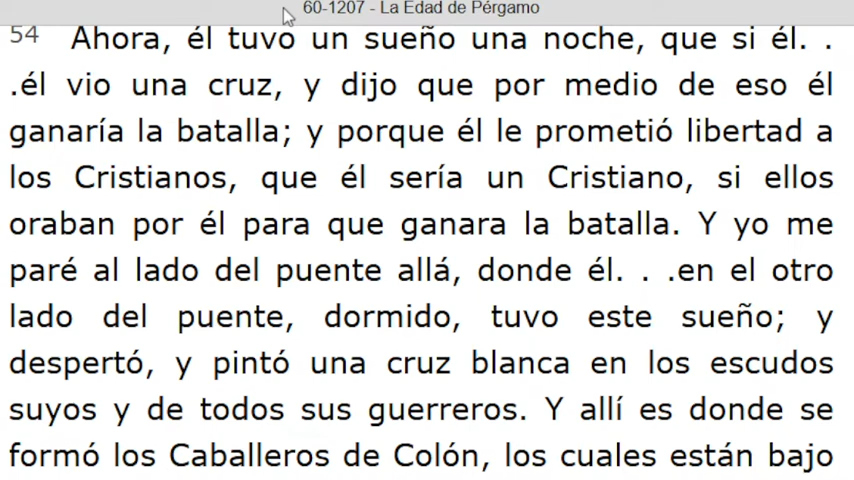 60-1207 - La Edad de Pérgamo
54 Ahora, él tuvo un sueño una noche, que si él. .
.él vio una cruz, y dijo que por medio de eso él
ganaría la batalla; y porque él le prometió libertad a
los Cristianos, que él sería un Cristiano, si ellos
oraban por él para que ganara la batalla. Y yo me
paré al lado del puente allá, donde él. . .en el otro
lado del puente, dormido, tuvo este sueño; y
despertó, y pintó una cruz blanca en los escudos
suyos y de todos sus guerreros. Y allí es donde se
formó los Caballeros de Colón, los cuales están bajo